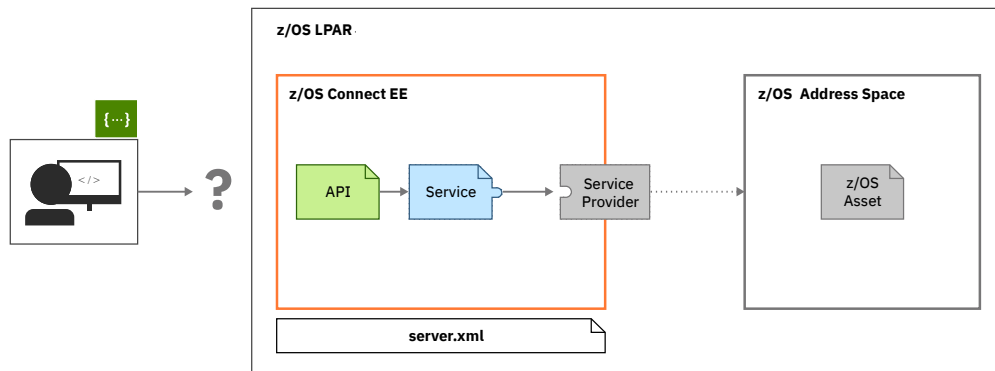 z/OS LPAR
z/OS Connect EE
z/OS Address Space
{···}
</>
?
API
Service
Service
Provider
z/OS
Asset
server.xml